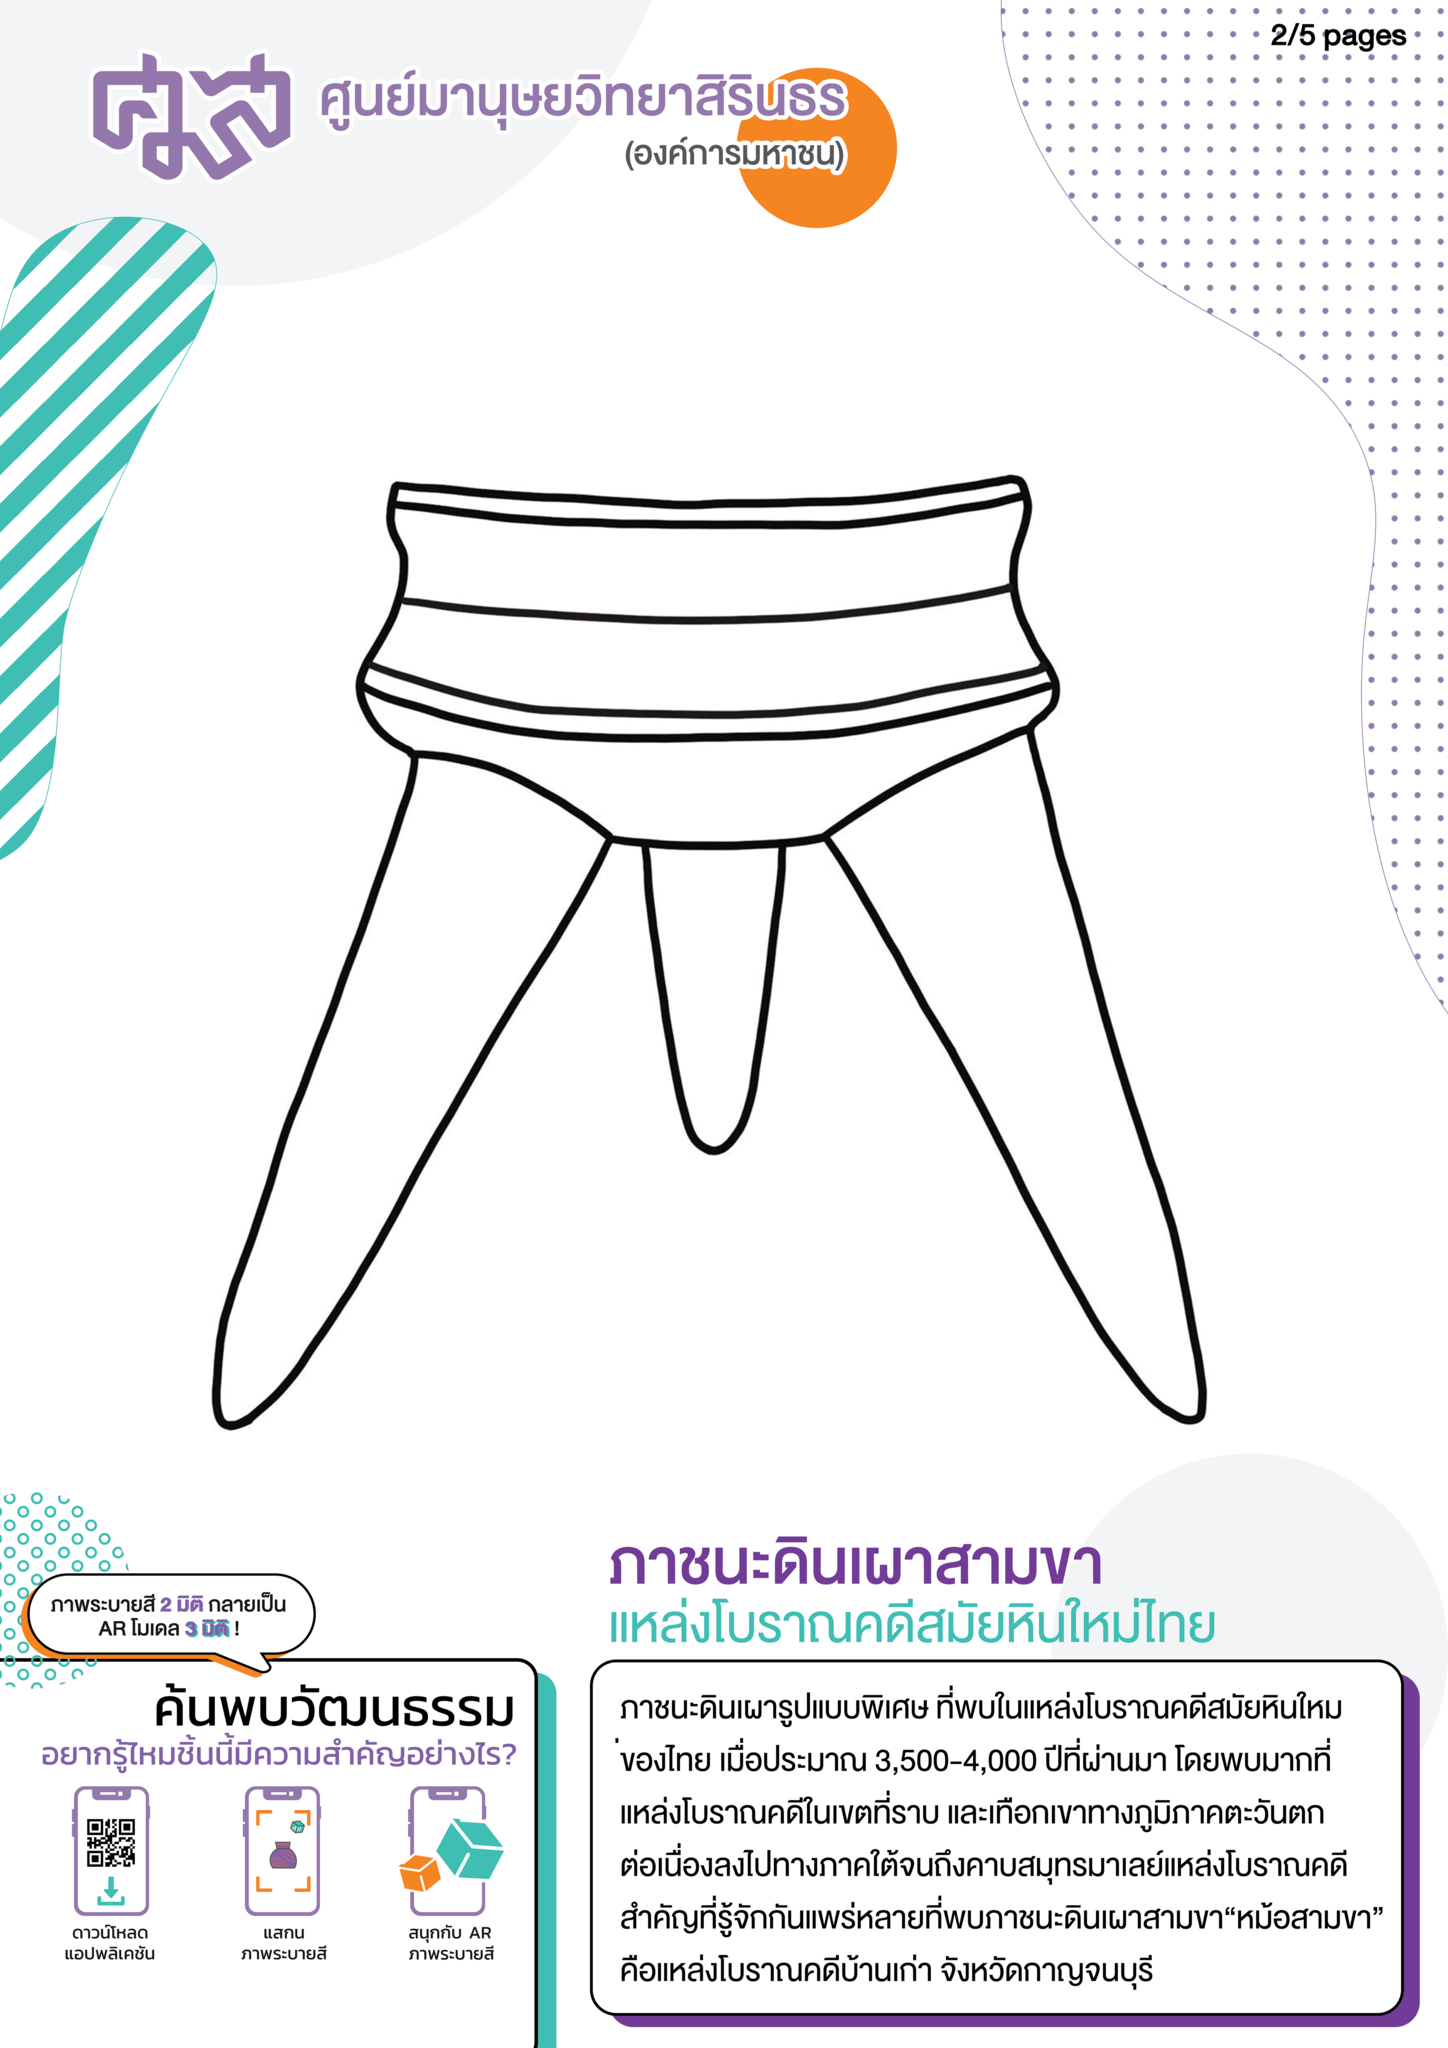 2/5 pages
ศมส
ศูนย์มานุษยวิทยาสิรินธร
(องค์การมหาชน)
ภาพระบายสี 2 มิติ กลายเป็น
AR โมเดล 3 มิติ !
ค้นพบวัฒนธรรม
อยากรู้ไหมชิ้นนี้มีความสำคัญอย่างไร?
ดาวน์โหลด
แอปพลิเคชัน
แสกน
ภาพระบายสี
สนุกกับ AR
ภาพระบายสี
ภาชนะดินเผาสามขา
แหล่งโบราณคดีสมัยหินใหม่ไทย
ภาชนะดินเผารูปแบบพิเศษ ที่พบในแหล่งโบราณคดีสมัยหินใหม
่ของไทย เมื่อประมาณ 3,500-4,000 ปีที่ผ่านมา โดยพบมากที่
แหล่งโบราณคดีในเขตที่ราบ และเทือกเขาทางภูมิภาคตะวันตก
ต่อเนื่องลงไปทางภาคใต้จนถึงคาบสมุทรมาเลย์แหล่งโบราณคดี
สำคัญที่รู้จักกันแพร่หลายที่พบภาชนะดินเผาสามขา“หม้อสามขา”
คือแหล่งโบราณคดีบ้านเก่า จังหวัดกาญจนบุรี